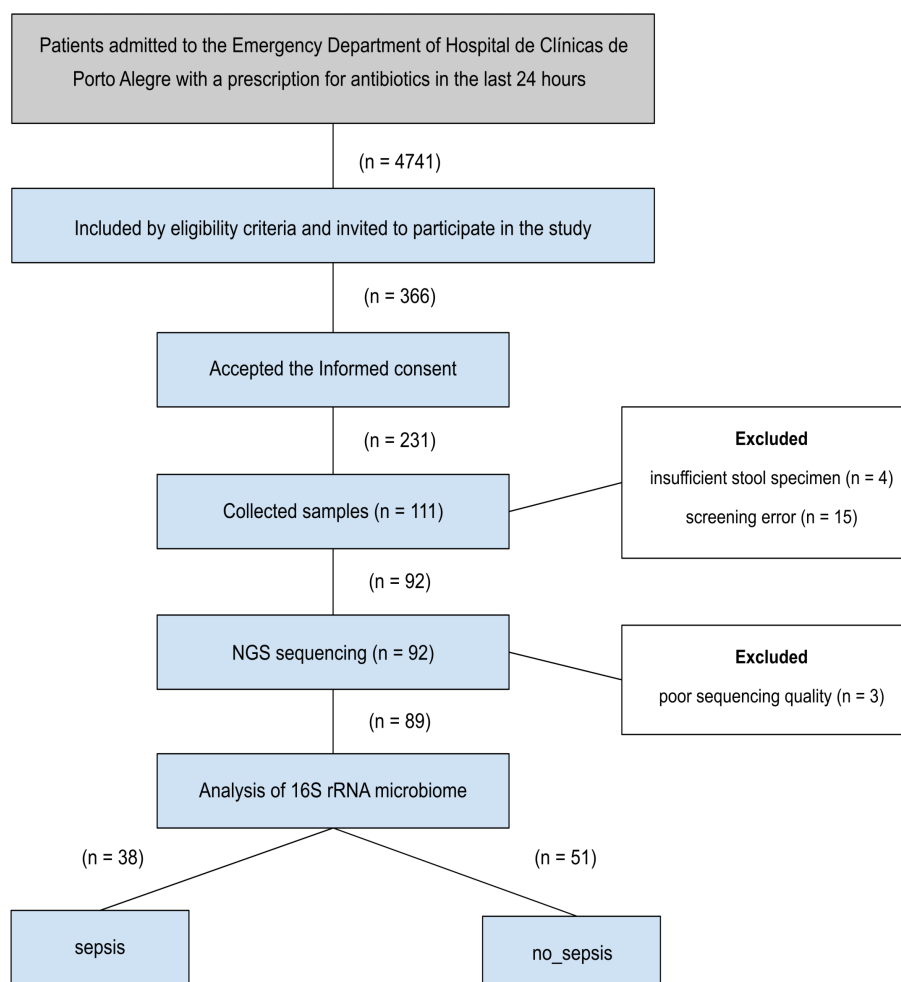 Patients admitted to the Emergency Department of Hospital de Clínicas de
Porto Alegre with a prescription for antibiotics in the last 24 hours
(n = 4741)
Included by eligibility criteria and invited to participate in the study
(n = 366)
Accepted the Informed consent
(n = 231)
Collected samples (n = 111)
Excluded
insufficient stool specimen (n = 4)
screening error (n = 15)
(n = 92)
NGS sequencing (n = 92)
Excluded
poor sequencing quality (n = 3)
(n = 89)
Analysis of 16S rRNA microbiome
(n = 38)
(n = 51)
sepsis
no_sepsis